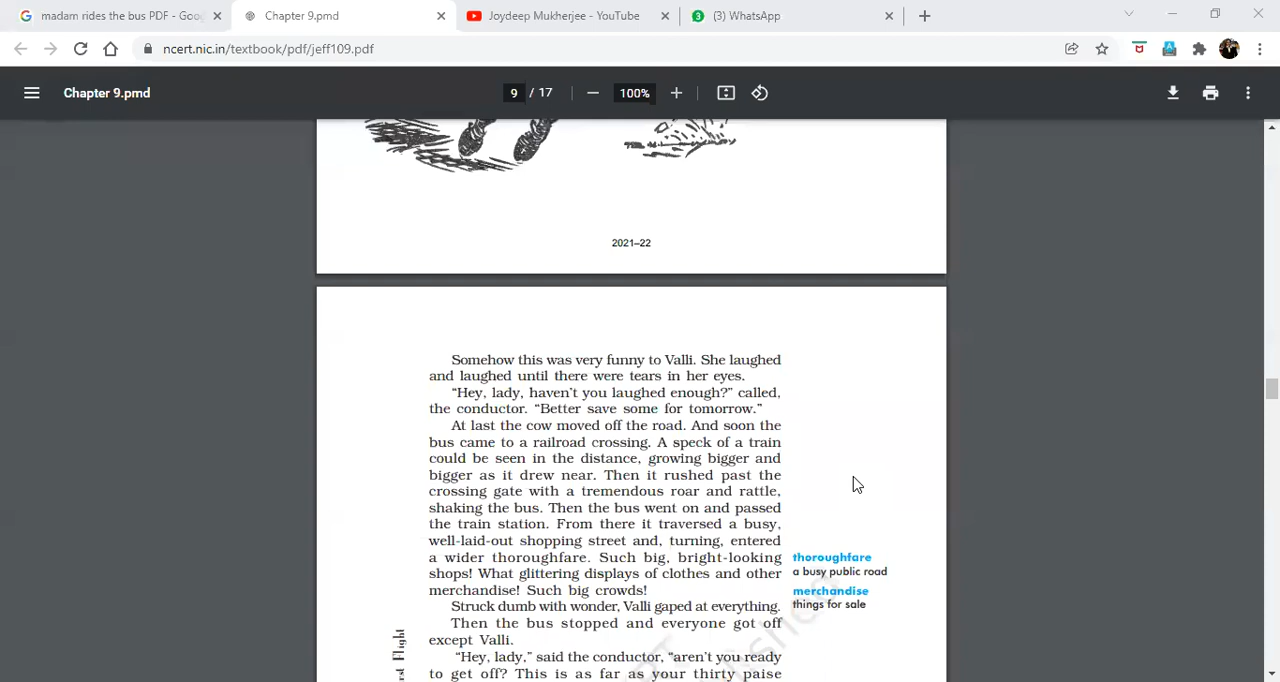 madam rides the bus PDF - Goo
Chapter 9.pmd
Joydeep Mukherjee - YouTube
(3) WhatsApp
ncert.nic.in/textbook/pdf/jeff109.pdf
Chapter 9.pmd
9 / 17
100%
2021–22
Somehow this was very funny to Valli. She laughed
and laughed until there were tears in her eyes.
“Hey, lady, haven’t you laughed enough?” called,
the conductor. “Better save some for tomorrow.”
At last the cow moved off the road. And soon the
bus came to a railroad crossing. A speck of a train
could be seen in the distance, growing bigger and
bigger as it drew near. Then it rushed past the
crossing gate with a tremendous roar and rattle,
shaking the bus. Then the bus went on and passed
the train station. From there it traversed a busy,
well-laid-out shopping street and, turning, entered
a wider thoroughfare. Such big, bright-looking
shops! What glittering displays of clothes and other
merchandise! Such big crowds!
thoroughfare
a busy public road
merchandise
things for sale
Struck dumb with wonder, Valli gaped at everything.
Then the bus stopped and everyone got off
except Valli.
“Hey, lady,” said the conductor, “aren’t you ready
to get off? This is as far as your thirty paise
rst Flight